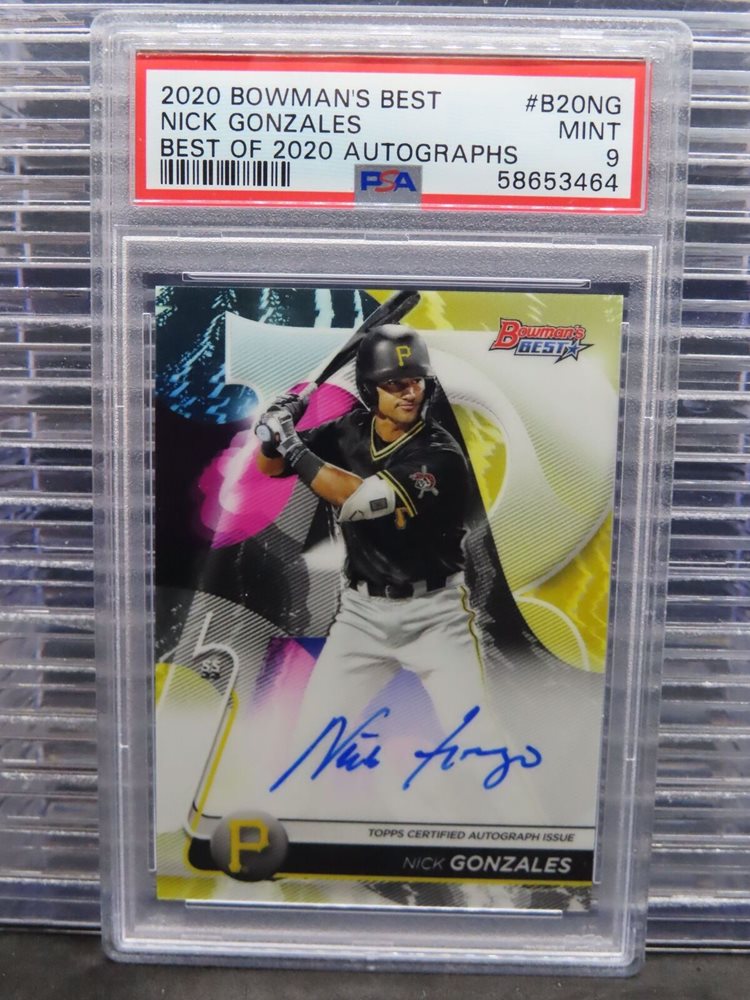 2020 BOWMAN'S BEST #B20NG
NICK GONZALES MINT
BEST OF 2020 AUTOGRAPHS 9
PSA 58653464
Bowman's
BEST
P
SS
TOPPS CERTIFIED AUTOGRAPH ISSUE
P
NICK GONZALES